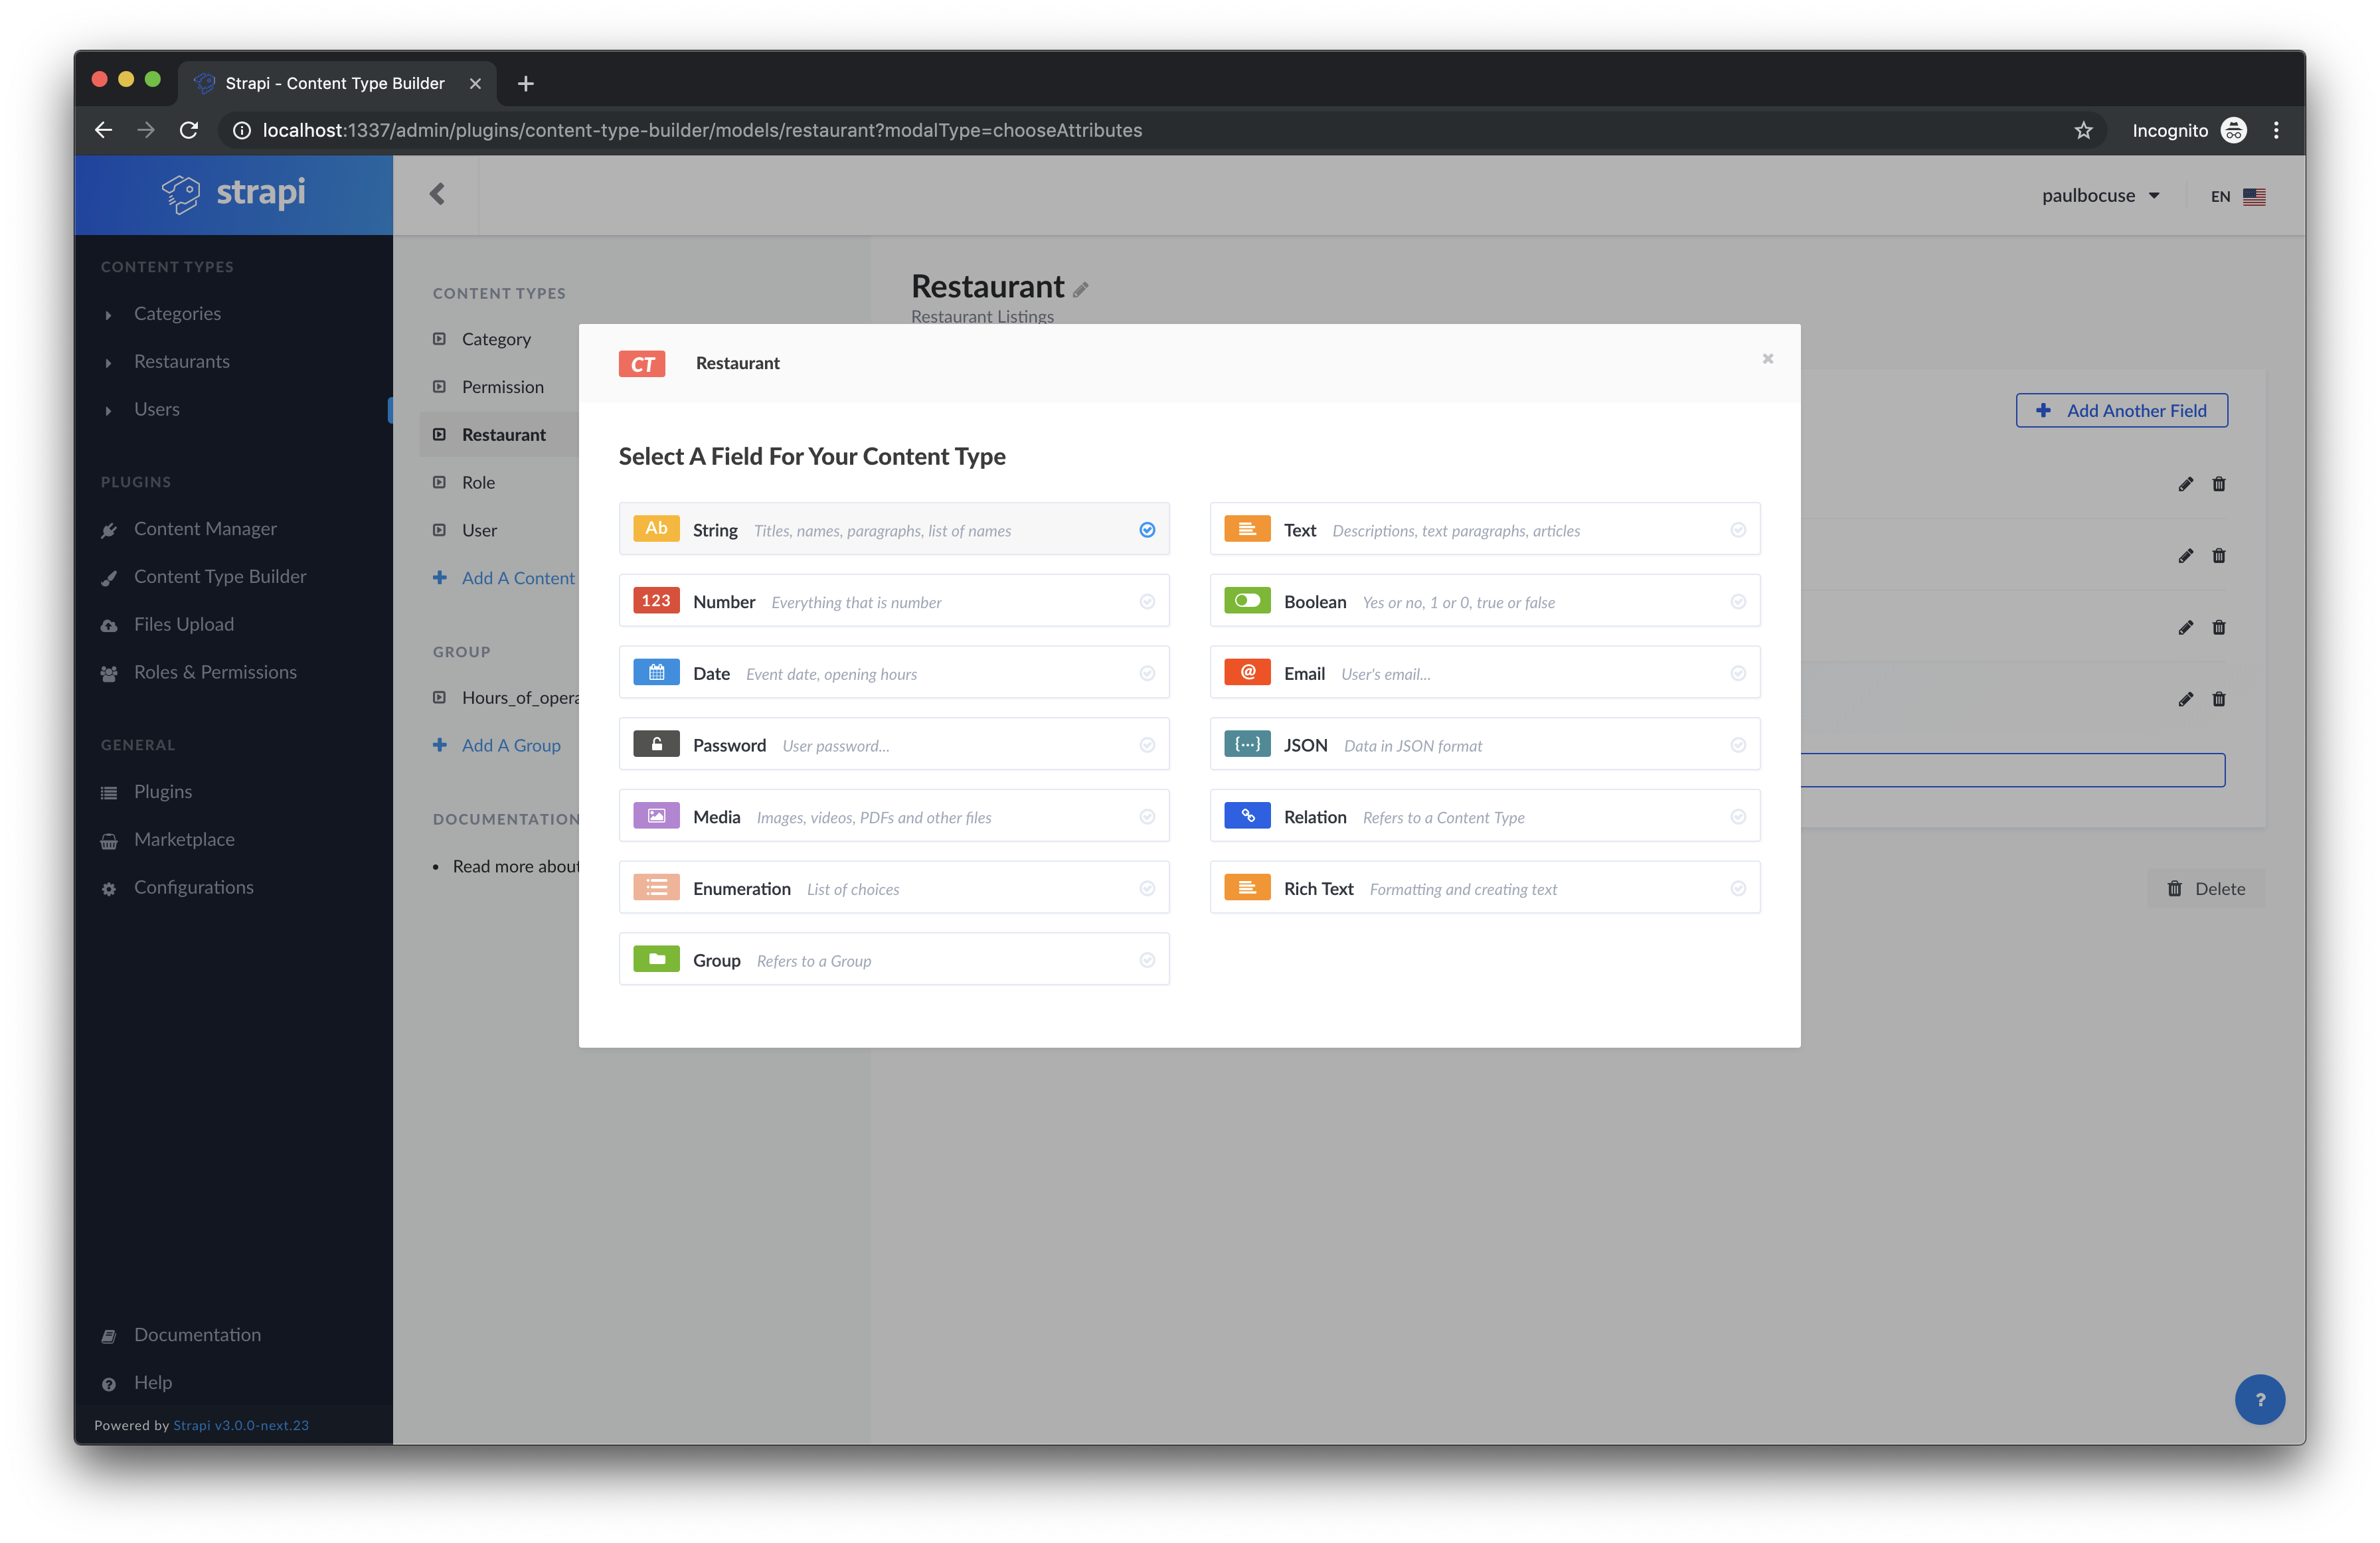 Strapi - Content Type Builder
localhost:1337/admin/plugins/content-type-builder/models/restaurant?modalType=chooseAttributes
Incognito
strapi
paulbocuse
EN
CONTENT TYPES
Categories
Restaurants
Users
PLUGINS
Content Manager
Content Type Builder
Files Upload
Roles & Permissions
GENERAL
Plugins
Marketplace
Configurations
Documentation
Help
Powered by Strapi v3.0.0-next.23
CONTENT TYPES
Category
Permission
Restaurant
Role
User
Add A Content
GROUP
Hours_of_opera
Add A Group
DOCUMENTATION
Read more about
Restaurant
Restaurant Listings
Add Another Field
Delete
?
CT Restaurant
Select A Field For Your Content Type
Ab String Titles, names, paragraphs, list of names
Text Descriptions, text paragraphs, articles
123 Number Everything that is number
Boolean Yes or no, 1 or 0, true or false
Date Event date, opening hours
@ Email User's email...
Password User password...
{...} JSON Data in JSON format
Media Images, videos, PDFs and other files
Relation Refers to a Content Type
Enumeration List of choices
Rich Text Formatting and creating text
Group Refers to a Group